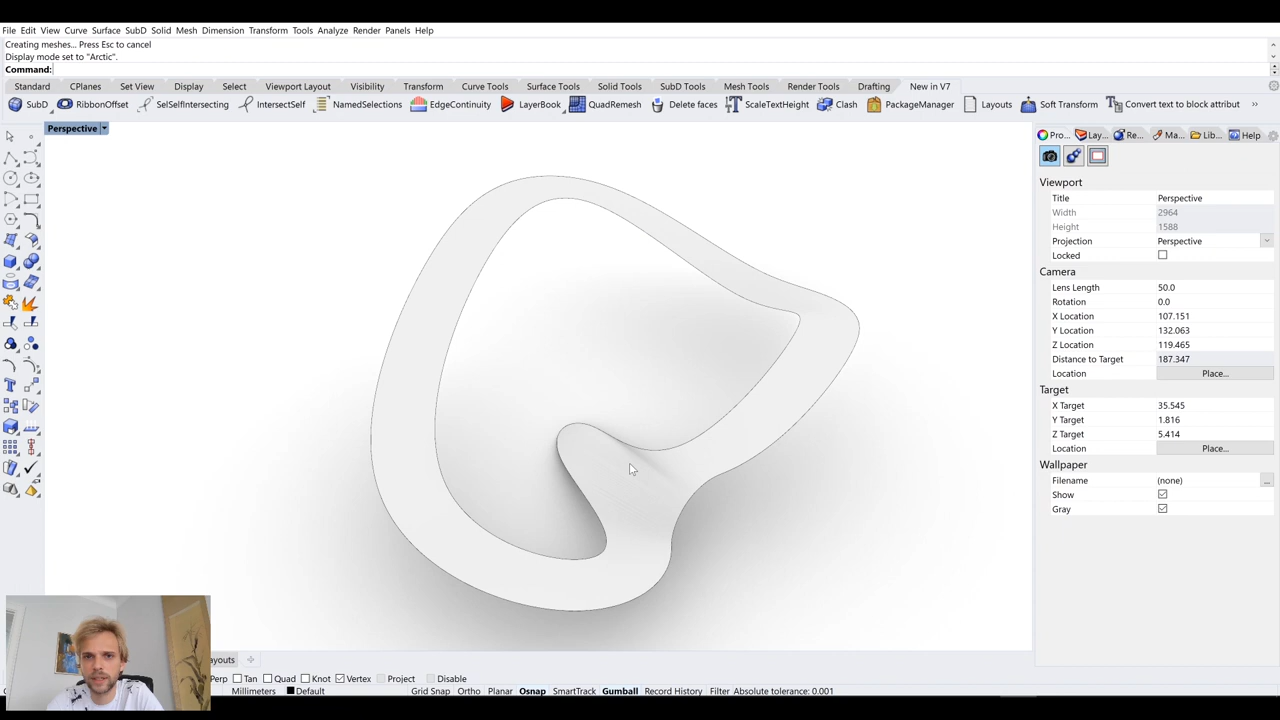 File Edit View Curve Surface SubD Solid Mesh Dimension Transform Tools Analyze Render Panels Help
Creating meshes... Press Esc to cancel
Display mode set to "Arctic".
Command:
Standard CPlanes Set View Display Select Viewport Layout Visibility Transform Curve Tools Surface Tools Solid Tools SubD Tools Mesh Tools Render Tools Drafting New in V7
SubD RibbonOffset SelSelfIntersecting IntersectSelf NamedSelections EdgeContinuity LayerBook QuadRemesh Delete faces ScaleTextHeight Clash PackageManager Layouts Soft Transform Convert text to block attribut
Perspective
Pro... Lay... Re... Ma... Lib... Help
Viewport
Title Perspective
Width 2964
Height 1588
Projection Perspective
Locked
Camera
Lens Length 50.0
Rotation 0.0
X Location 107.151
Y Location 132.063
Z Location 119.465
Distance to Target 187.347
Location Place...
Target
X Target 35.545
Y Target 1.816
Z Target 5.414
Location Place...
Wallpaper
Filename (none) ...
Show
Gray
ayouts
Perp Tan Quad Knot Vertex Project Disable
Millimeters Default Grid Snap Ortho Planar Osnap SmartTrack Gumball Record History Filter Absolute tolerance: 0.001